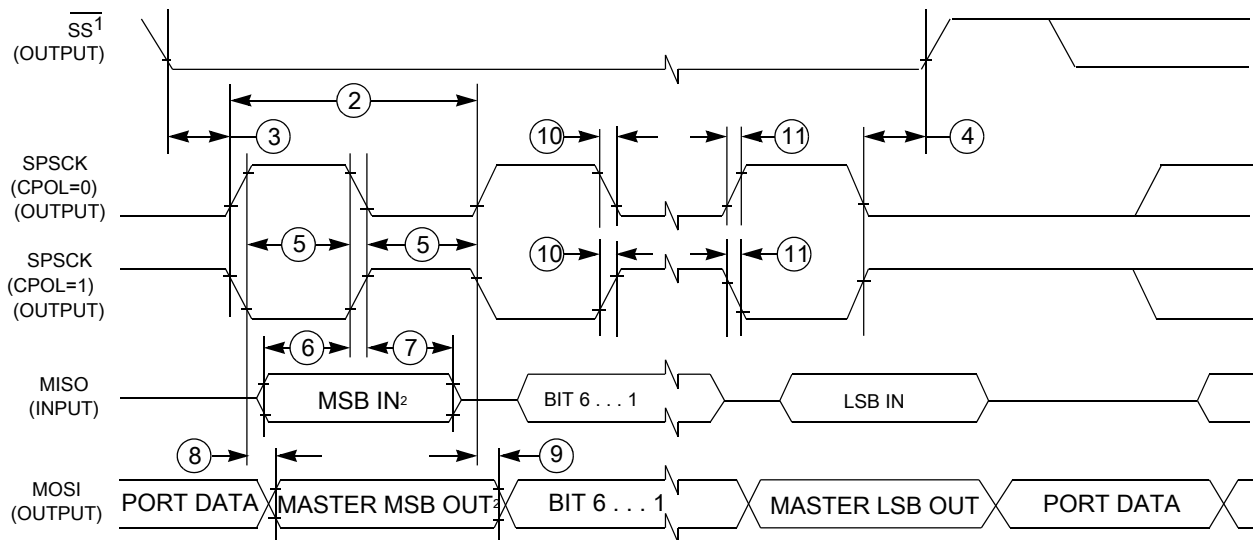 SS1
(OUTPUT)
2
3
10
11
4
SPSCK
(CPOL=0)
(OUTPUT)
5
5
10
11
SPSCK
(CPOL=1)
(OUTPUT)
6
7
MISO
(INPUT)
MSB IN2
BIT 6 . . . 1
LSB IN
8
9
MOSI
(OUTPUT)
PORT DATA
MASTER MSB OUT2
BIT 6 . . . 1
MASTER LSB OUT
PORT DATA